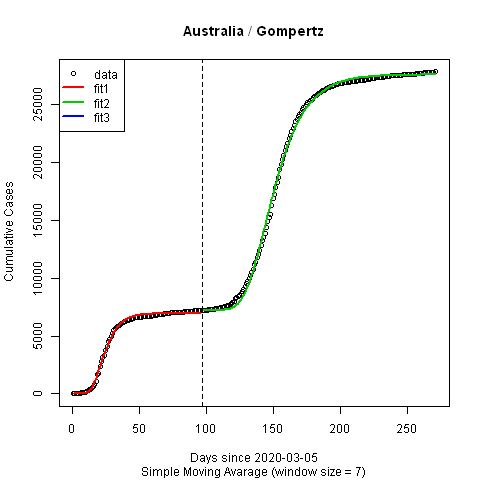 Australia / Gompertz
data
fit1
fit2
fit3
Cumulative Cases
0
5000
10000
15000
20000
25000
0 50 100 150 200 250
Days since 2020-03-05
Simple Moving Avarage (window size = 7)